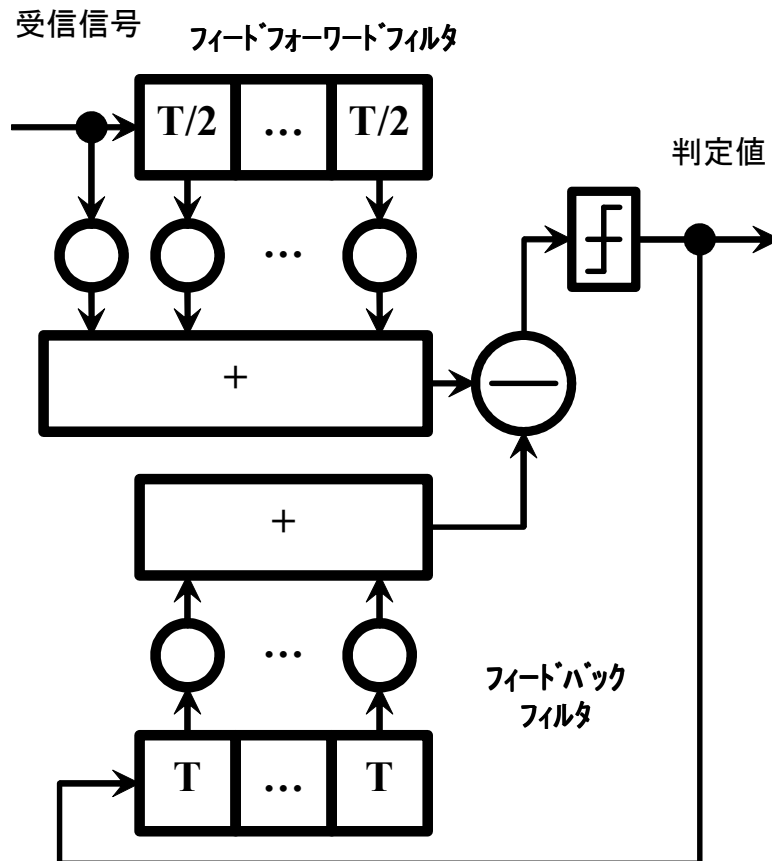 受信信号
フィードフォワードフィルタ
T/2 ... T/2
判定値
...
+
+
...
フィードバック
フィルタ
T ... T